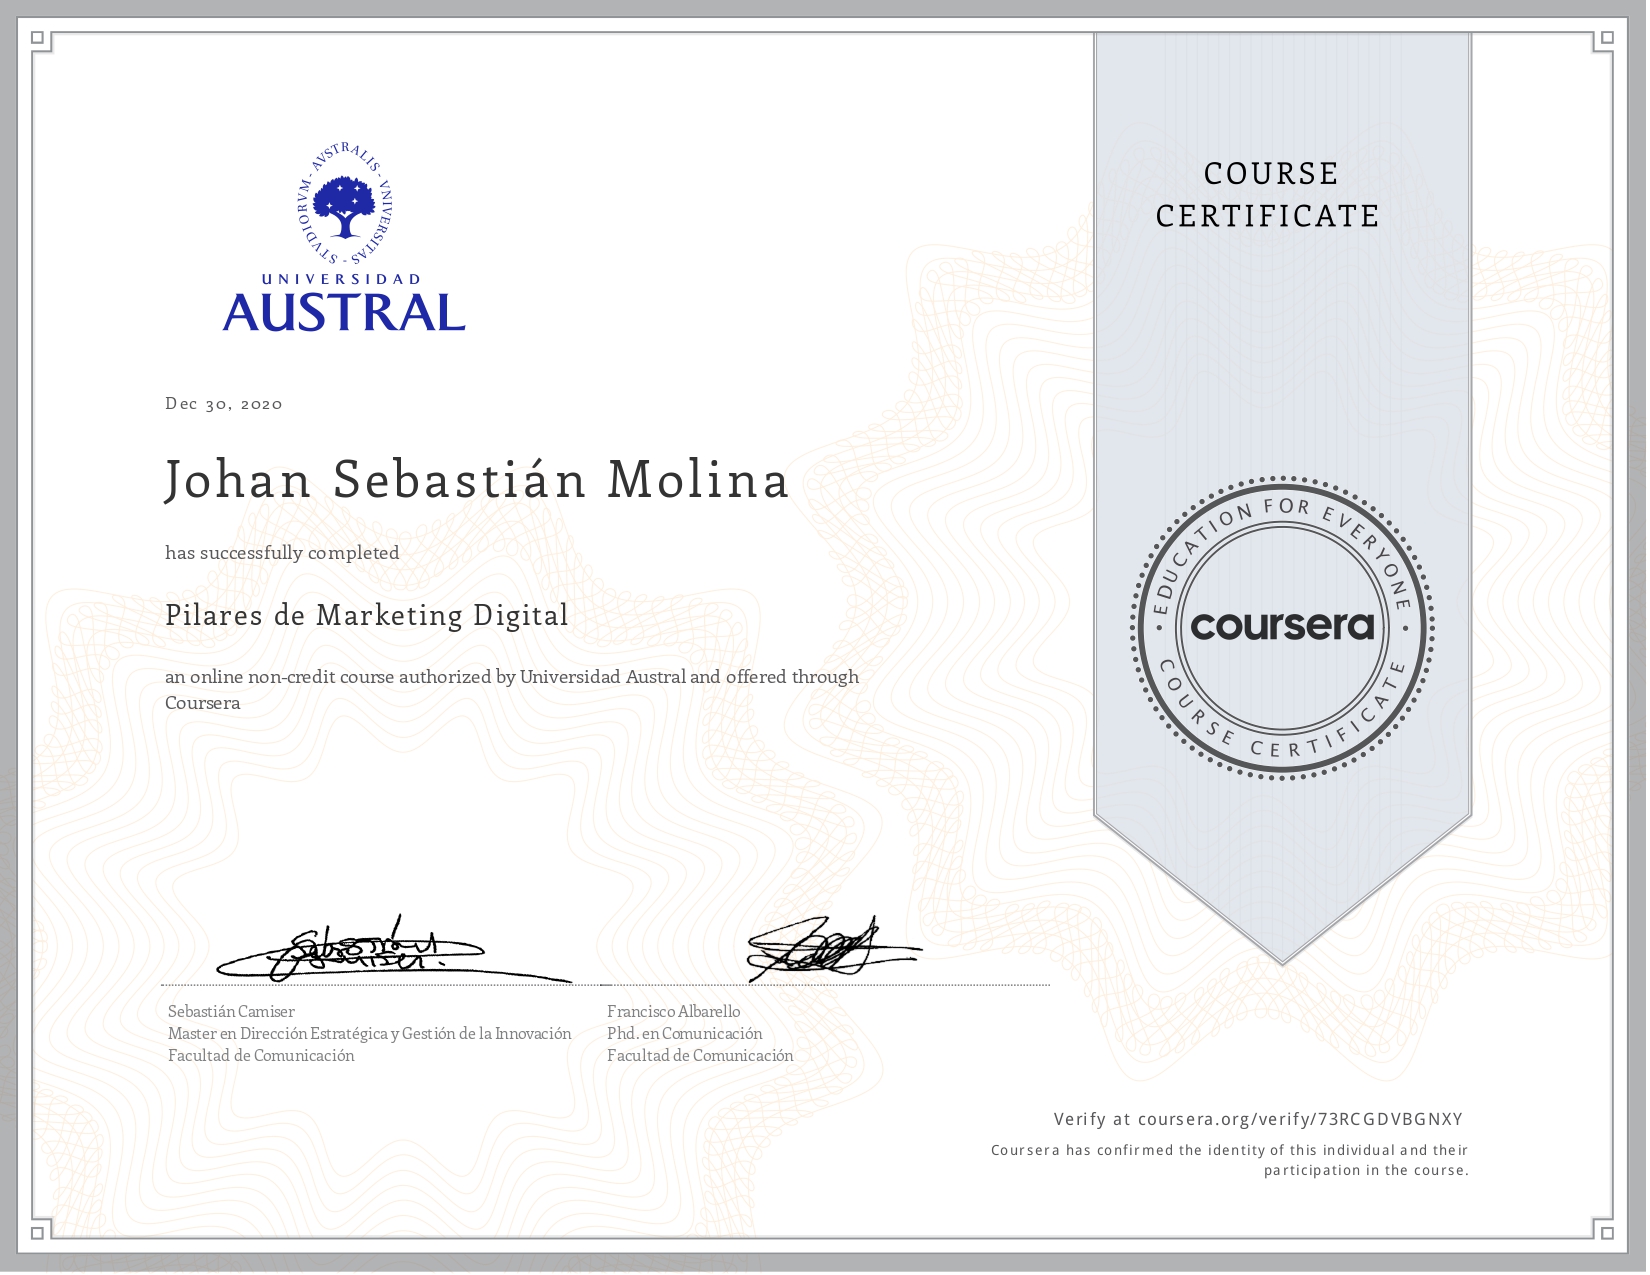 STVDIORVM - AVSTRALIS - VNIVERSITAS -
UNIVERSIDAD
AUSTRAL
COURSE
CERTIFICATE
Dec 30, 2020
Johan Sebastián Molina
has successfully completed
Pilares de Marketing Digital
an online non-credit course authorized by Universidad Austral and offered through
Coursera
EDUCATION FOR EVERYONE
coursera
COURSE CERTIFICATE
Sebastián Camiser
Master en Dirección Estratégica y Gestión de la Innovación
Facultad de Comunicación
Francisco Albarello
Phd. en Comunicación
Facultad de Comunicación
Verify at coursera.org/verify/73RCGDVBGNXY
Coursera has confirmed the identity of this individual and their
participation in the course.